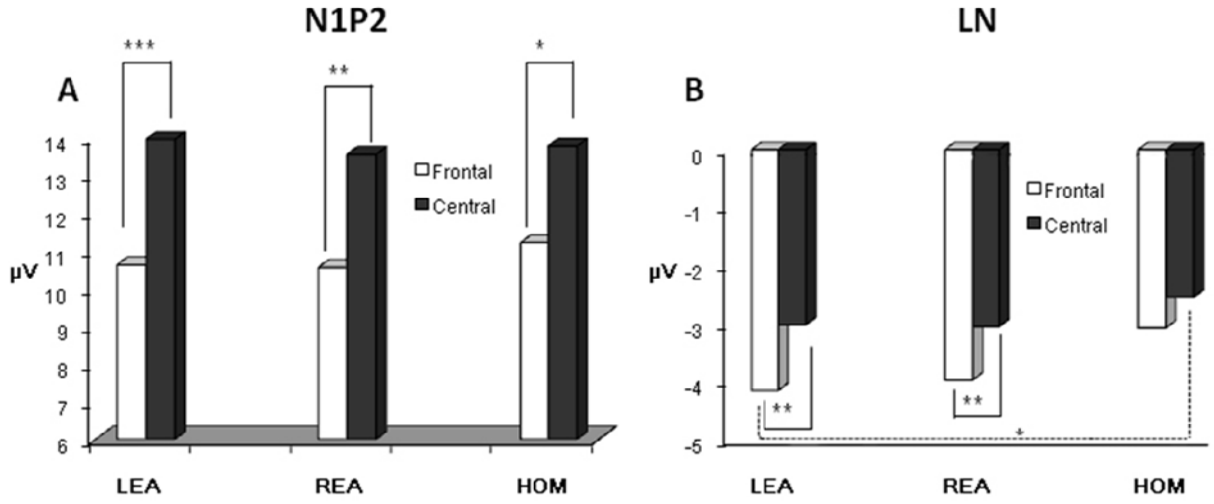 N1P2
***
**
*
A
14
13
12
11
10
9
8
7
6
µV
Frontal
Central
LEA REA HOM
LN
B
0
-1
-2
-3
-4
-5
µV
Frontal
Central
**
**
*
LEA REA HOM